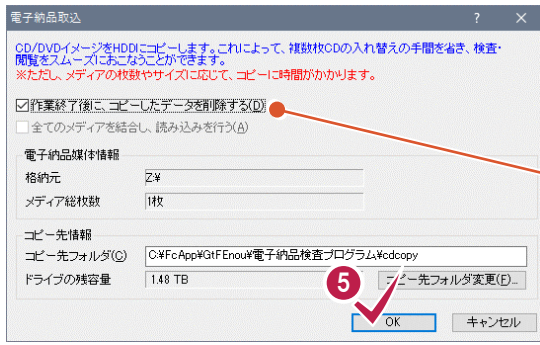 電子納品取込
CD/DVDイメージをHDDにコピーします。これによって、複数枚CDの入れ替えの手間を省き、検査・
閲覧をスムーズにおこなうことができます。
※ただし、メディアの枚数やサイズに応じて、コピーに時間がかかります。
作業終了後に、コピーしたデータを削除する(D)
全てのメディアを結合し、読み込みを行う(A)
電子納品媒体情報
格納元 Z:¥
メディア総枚数 1枚
コピー先情報
コピー先フォルダ(C) C:¥FcApp¥GtFEnou¥電子納品検査プログラム¥cdcopy
ドライブの残容量 1.48 TB コピー先フォルダ変更(F)...
5
OK キャンセル